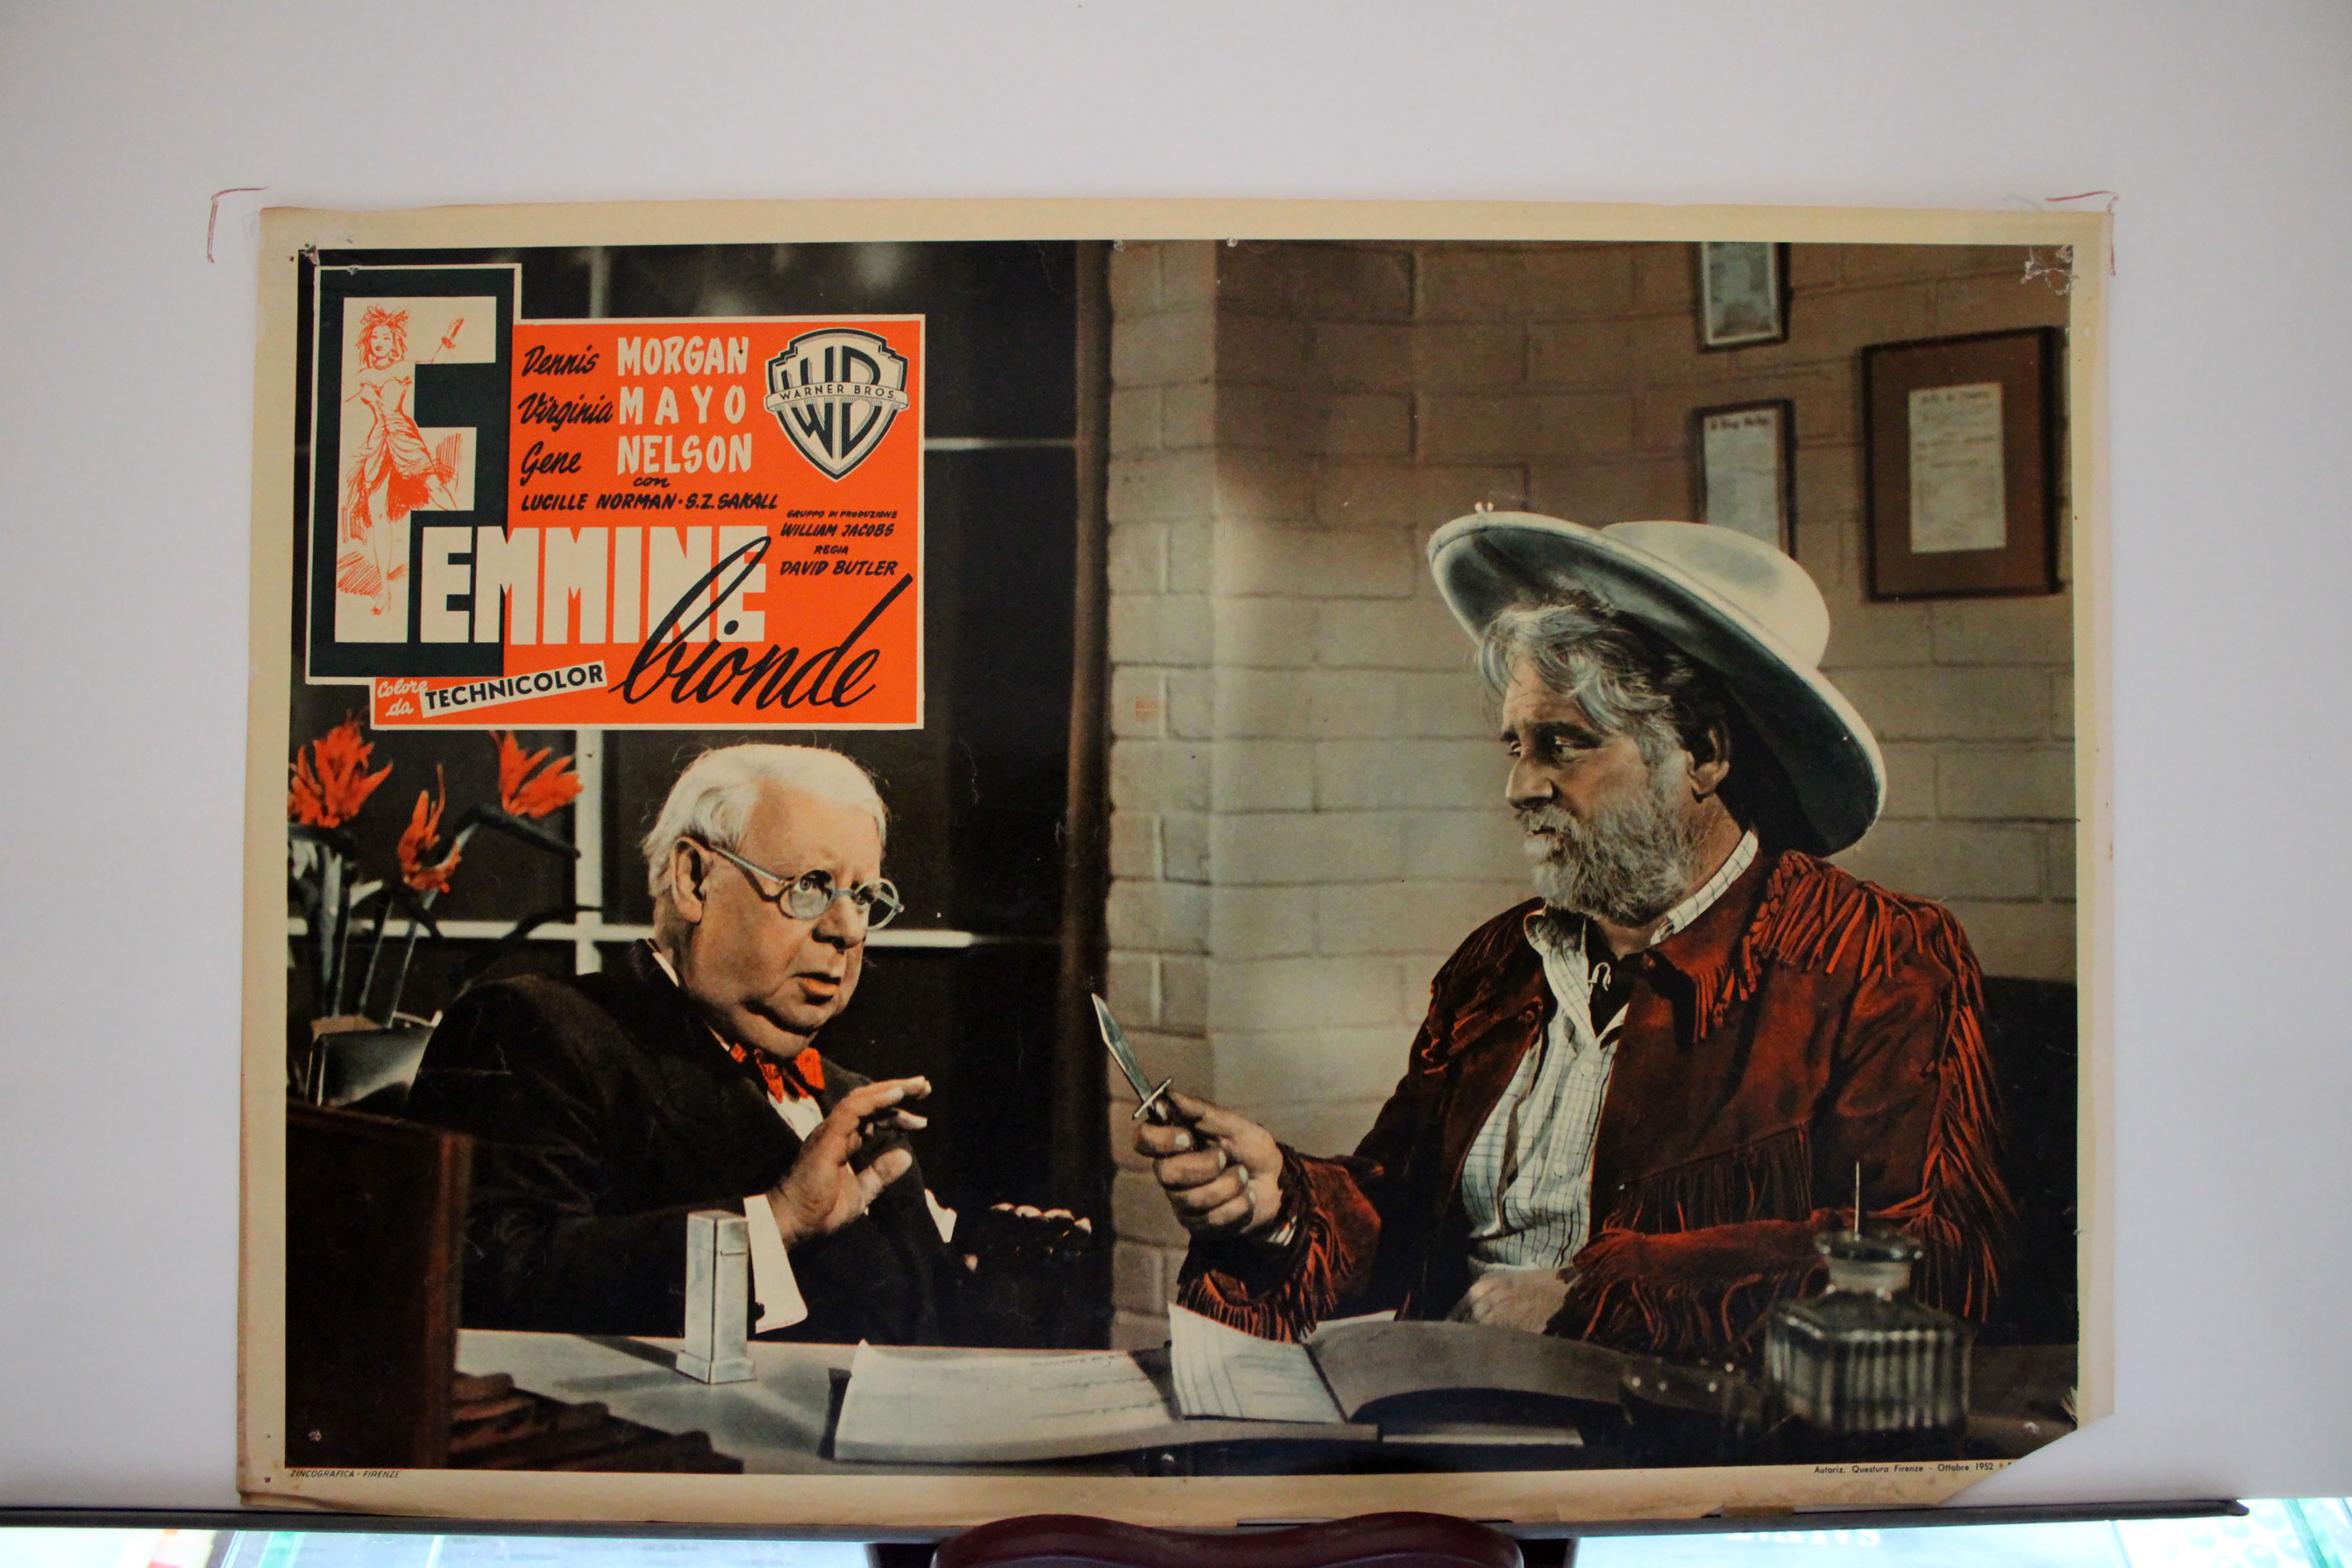 Dennis MORGAN
Virginia MAYO
Gene NELSON
con
LUCILLE NORMAN · S.Z. SAKALL
WARNER BROS.
WB
GRUPPO DI PRODUZIONE
WILLIAM JACOBS
REGIA
DAVID BUTLER
FEMMINE
bionde
Colore da TECHNICOLOR
ZINCOGRAFICA - FIRENZE
Autoriz. Questura Firenze - Ottobre 1952